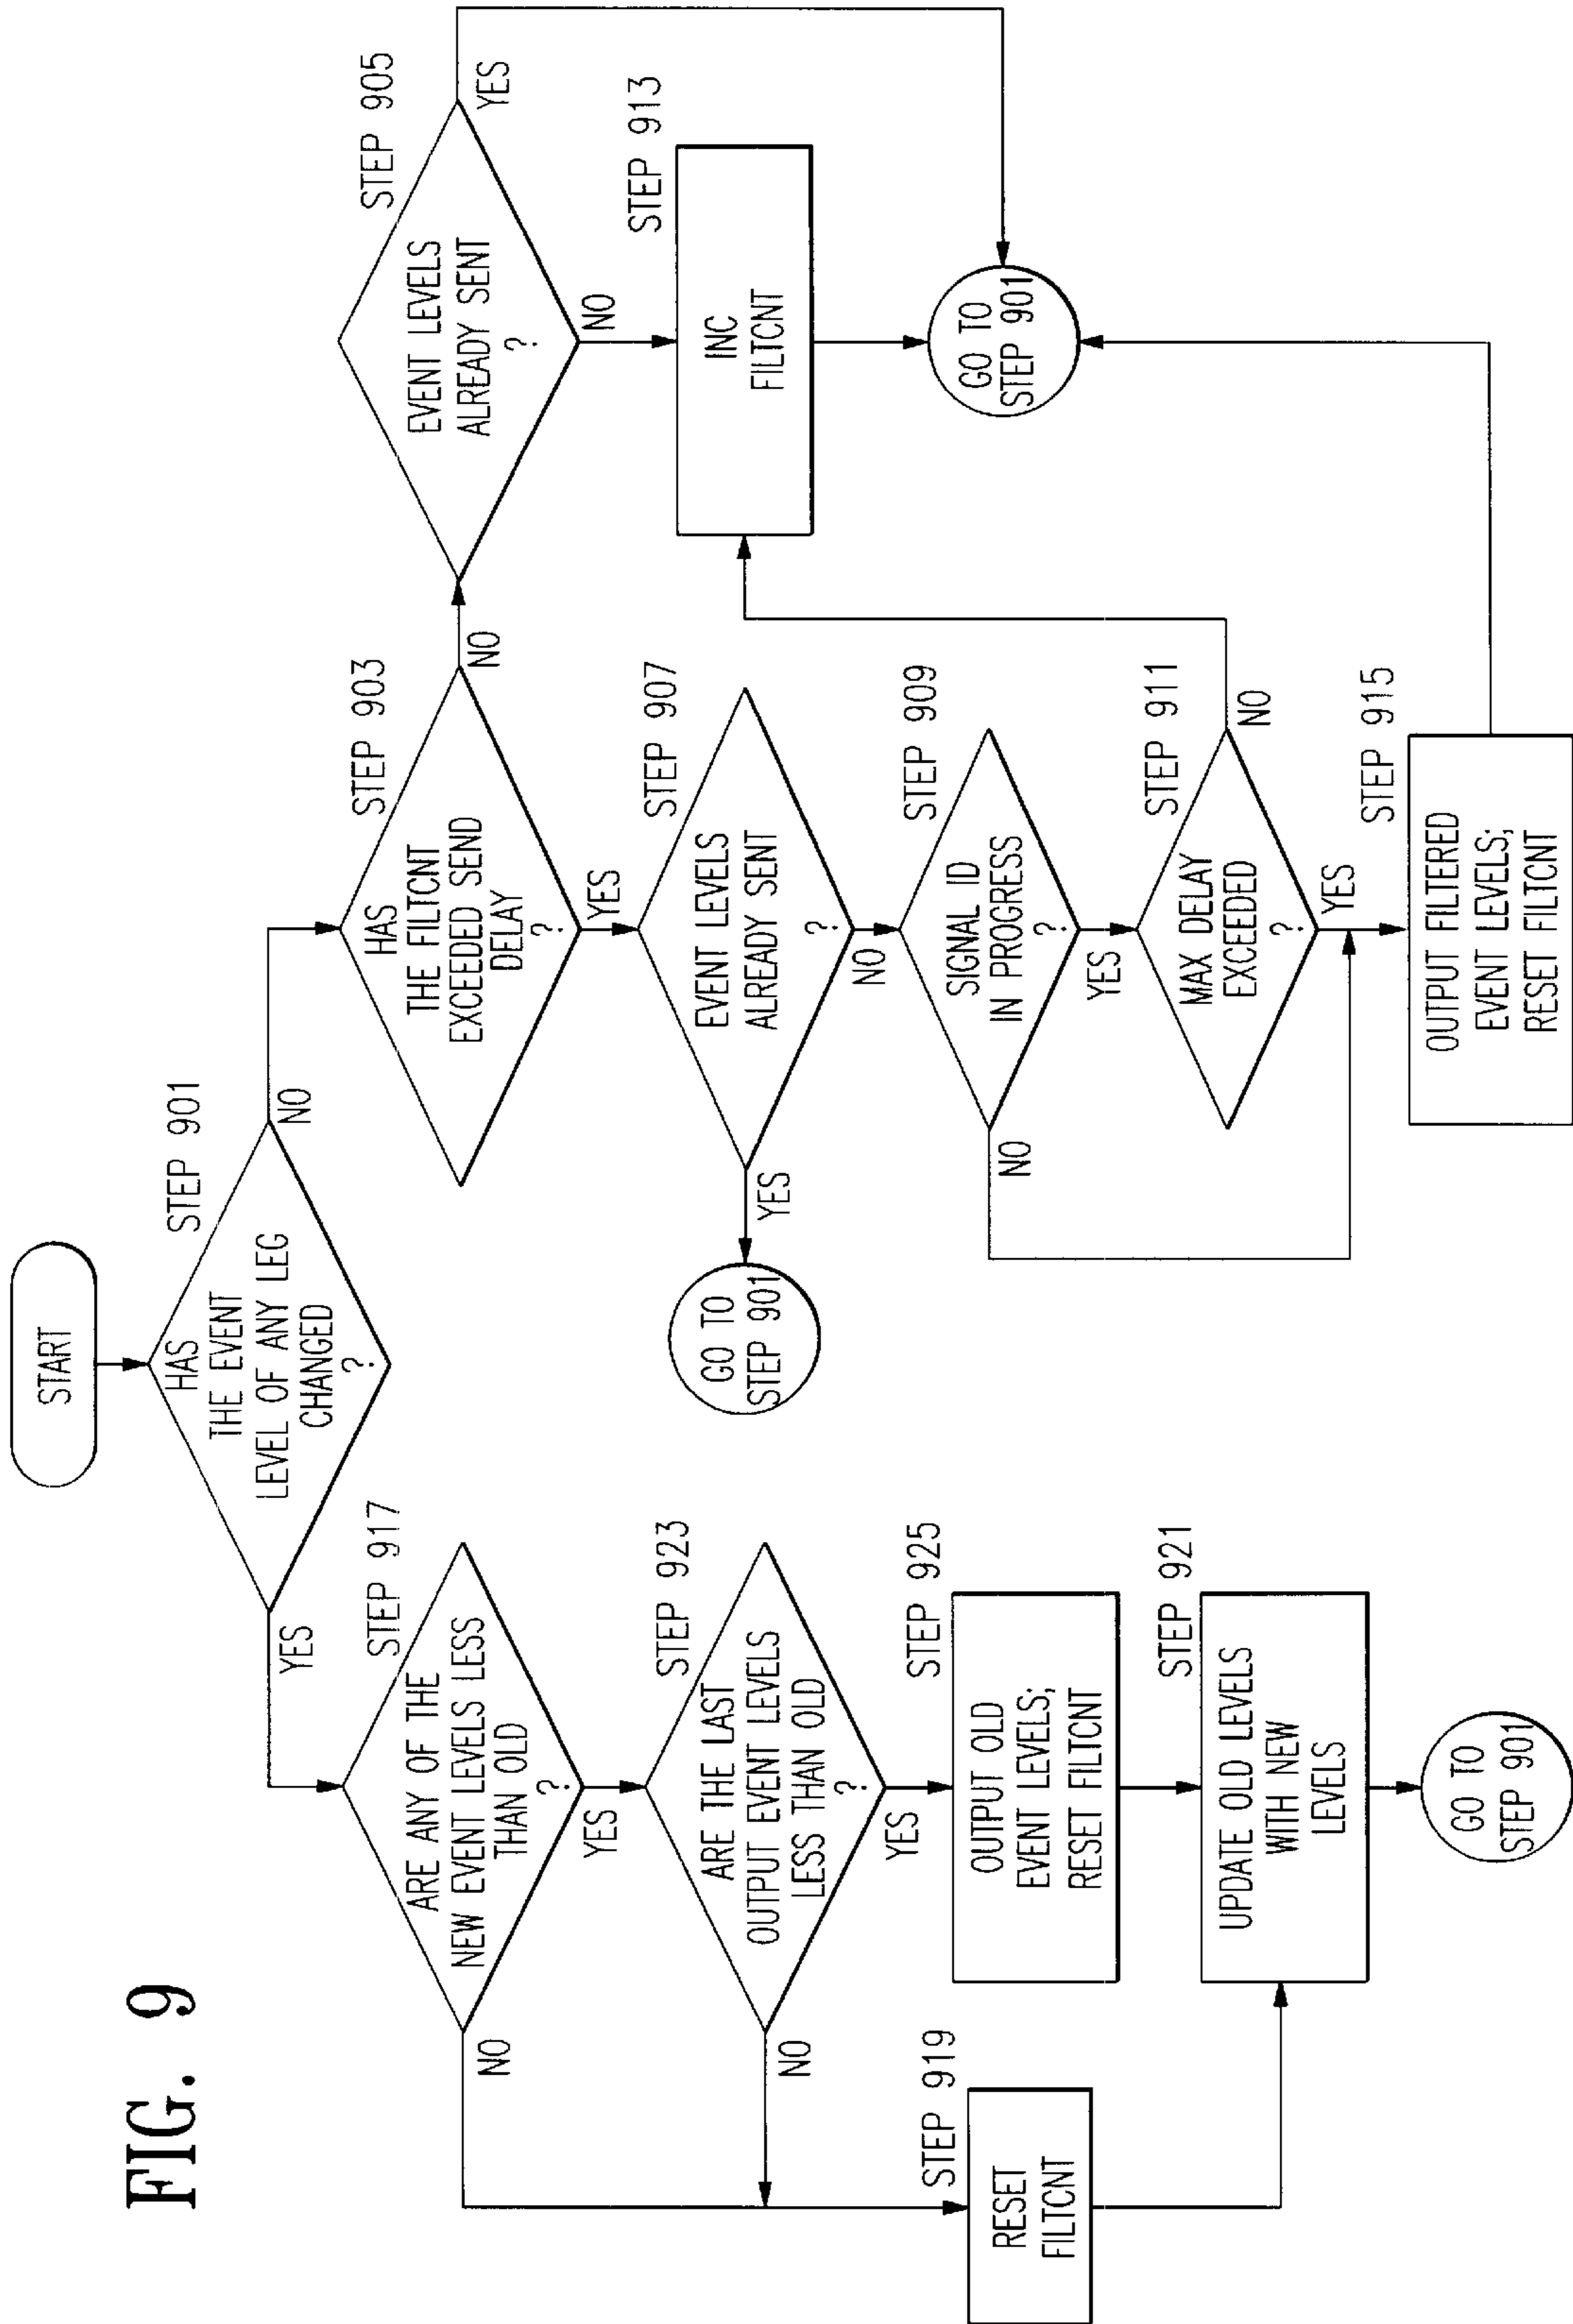 FIG. 9
START
STEP 901
HAS
THE EVENT
LEVEL OF ANY LEG
CHANGED
?
YES
NO
STEP 917
ARE ANY OF THE
NEW EVENT LEVELS LESS
THAN OLD
?
NO
YES
STEP 923
ARE THE LAST
OUTPUT EVENT LEVELS
LESS THAN OLD
?
NO
YES
STEP 925
OUTPUT OLD
EVENT LEVELS;
RESET FILTCNT
STEP 919
RESET
FILTCNT
STEP 921
UPDATE OLD LEVELS
WITH NEW
LEVELS
GO TO
STEP 901
STEP 903
HAS
THE FILTCNT
EXCEEDED SEND
DELAY
?
NO
YES
STEP 905
EVENT LEVELS
ALREADY SENT
?
YES
NO
STEP 907
EVENT LEVELS
ALREADY SENT
?
YES
NO
GO TO
STEP 901
STEP 913
INC
FILTCNT
STEP 909
SIGNAL ID
IN PROGRESS
?
NO
YES
GO TO
STEP 901
STEP 911
MAX DELAY
EXCEEDED
?
NO
YES
STEP 915
OUTPUT FILTERED
EVENT LEVELS;
RESET FILTCNT